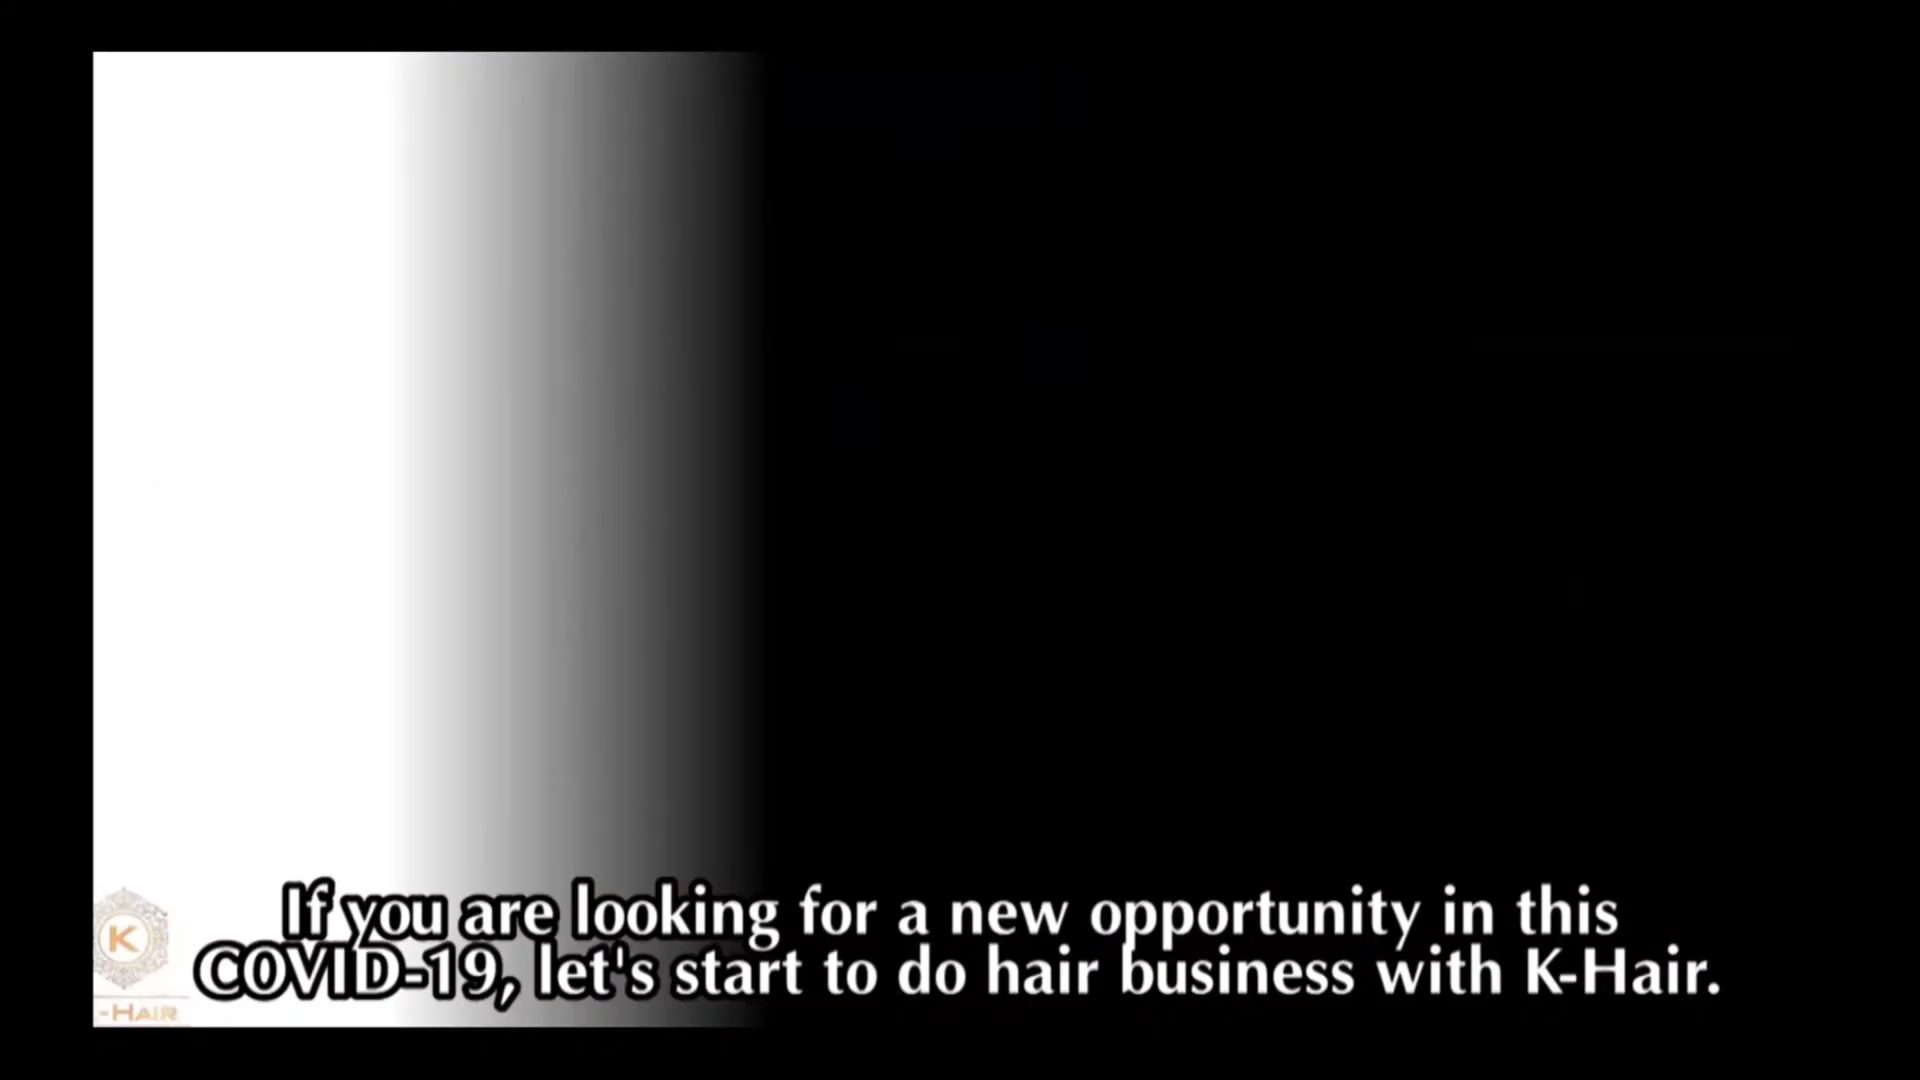 If you are looking for a new opportunity in this
COVID-19, let's start to do hair business with K-Hair.
K
-HAIR